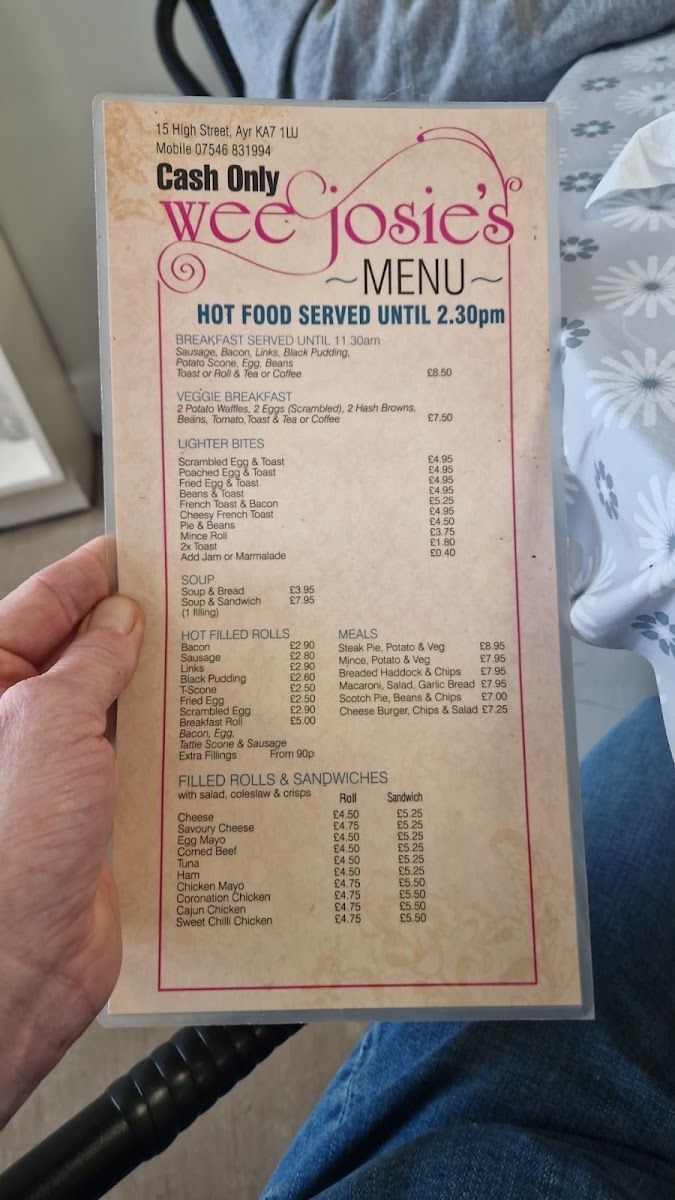 15 High Street, Ayr KA7 1LU
Mobile 07546 831994
Cash Only
wee josie's
~MENU~
HOT FOOD SERVED UNTIL 2.30pm
BREAKFAST SERVED UNTIL 11.30am
Sausage, Bacon, Links, Black Pudding,
Potato Scone, Egg, Beans
Toast or Roll & Tea or Coffee £8.50
VEGGIE BREAKFAST
2 Potato Waffles, 2 Eggs (Scrambled), 2 Hash Browns,
Beans, Tomato, Toast & Tea or Coffee £7.50
LIGHTER BITES
Scrambled Egg & Toast £4.95
Poached Egg & Toast £4.95
Fried Egg & Toast £4.95
Beans & Toast £4.95
French Toast & Bacon £5.25
Cheesy French Toast £4.95
Pie & Beans £4.50
Mince Roll £3.75
2x Toast £1.80
Add Jam or Marmalade £0.40
SOUP
Soup & Bread £3.95
Soup & Sandwich £7.95
(1 filling)
HOT FILLED ROLLS
Bacon £2.90
Sausage £2.80
Links £2.90
Black Pudding £2.60
T-Scone £2.50
Fried Egg £2.50
Scrambled Egg £2.90
Breakfast Roll £5.00
Bacon, Egg,
Tattie Scone & Sausage
Extra Fillings From 90p
MEALS
Steak Pie, Potato & Veg £8.95
Mince, Potato & Veg £7.95
Breaded Haddock & Chips £7.95
Macaroni, Salad, Garlic Bread £7.95
Scotch Pie, Beans & Chips £7.00
Cheese Burger, Chips & Salad £7.25
FILLED ROLLS & SANDWICHES
with salad, coleslaw & crisps Roll Sandwich
Cheese £4.50 £5.25
Savoury Cheese £4.75 £5.25
Egg Mayo £4.50 £5.25
Corned Beef £4.50 £5.25
Tuna £4.50 £5.25
Ham £4.50 £5.25
Chicken Mayo £4.75 £5.50
Coronation Chicken £4.75 £5.50
Cajun Chicken £4.75 £5.50
Sweet Chilli Chicken £4.75 £5.50